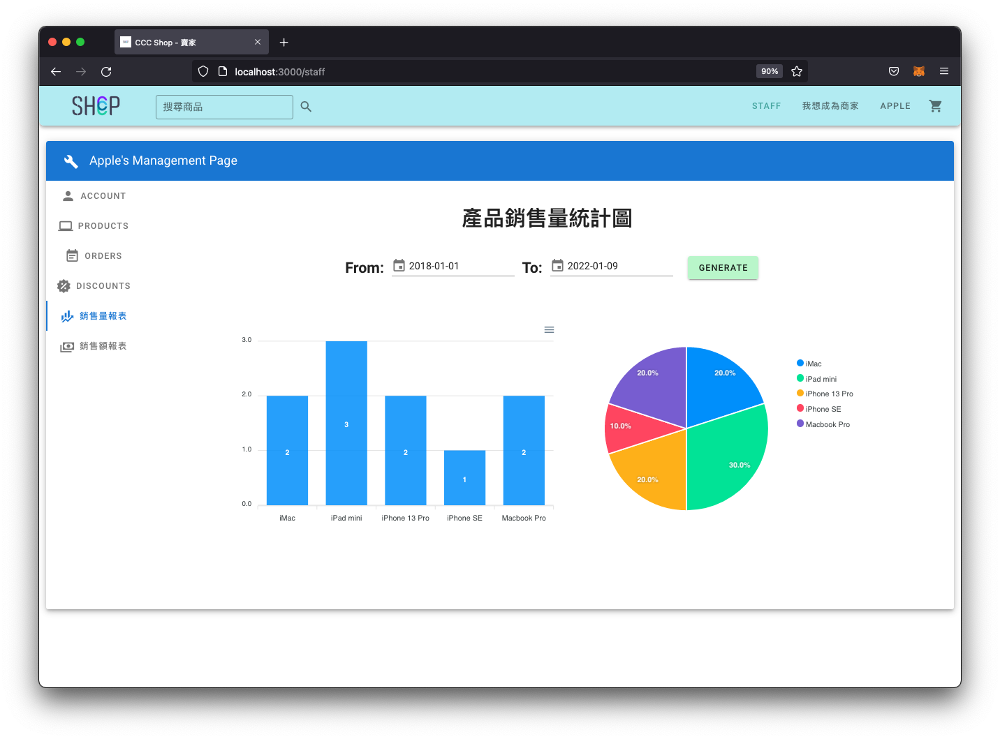 CCC Shop - 賣家
localhost:3000/staff
90%
SHCP
搜尋商品
STAFF
我想成為商家
APPLE
Apple's Management Page
ACCOUNT
PRODUCTS
ORDERS
DISCOUNTS
銷售量報表
銷售額報表
產品銷售量統計圖
From: 2018-01-01 To: 2022-01-09 GENERATE
3.0
2.0
1.0
0.0
2
3
2
1
2
iMac
iPad mini
iPhone 13 Pro
iPhone SE
Macbook Pro
20.0%
20.0%
10.0%
30.0%
20.0%
iMac
iPad mini
iPhone 13 Pro
iPhone SE
Macbook Pro